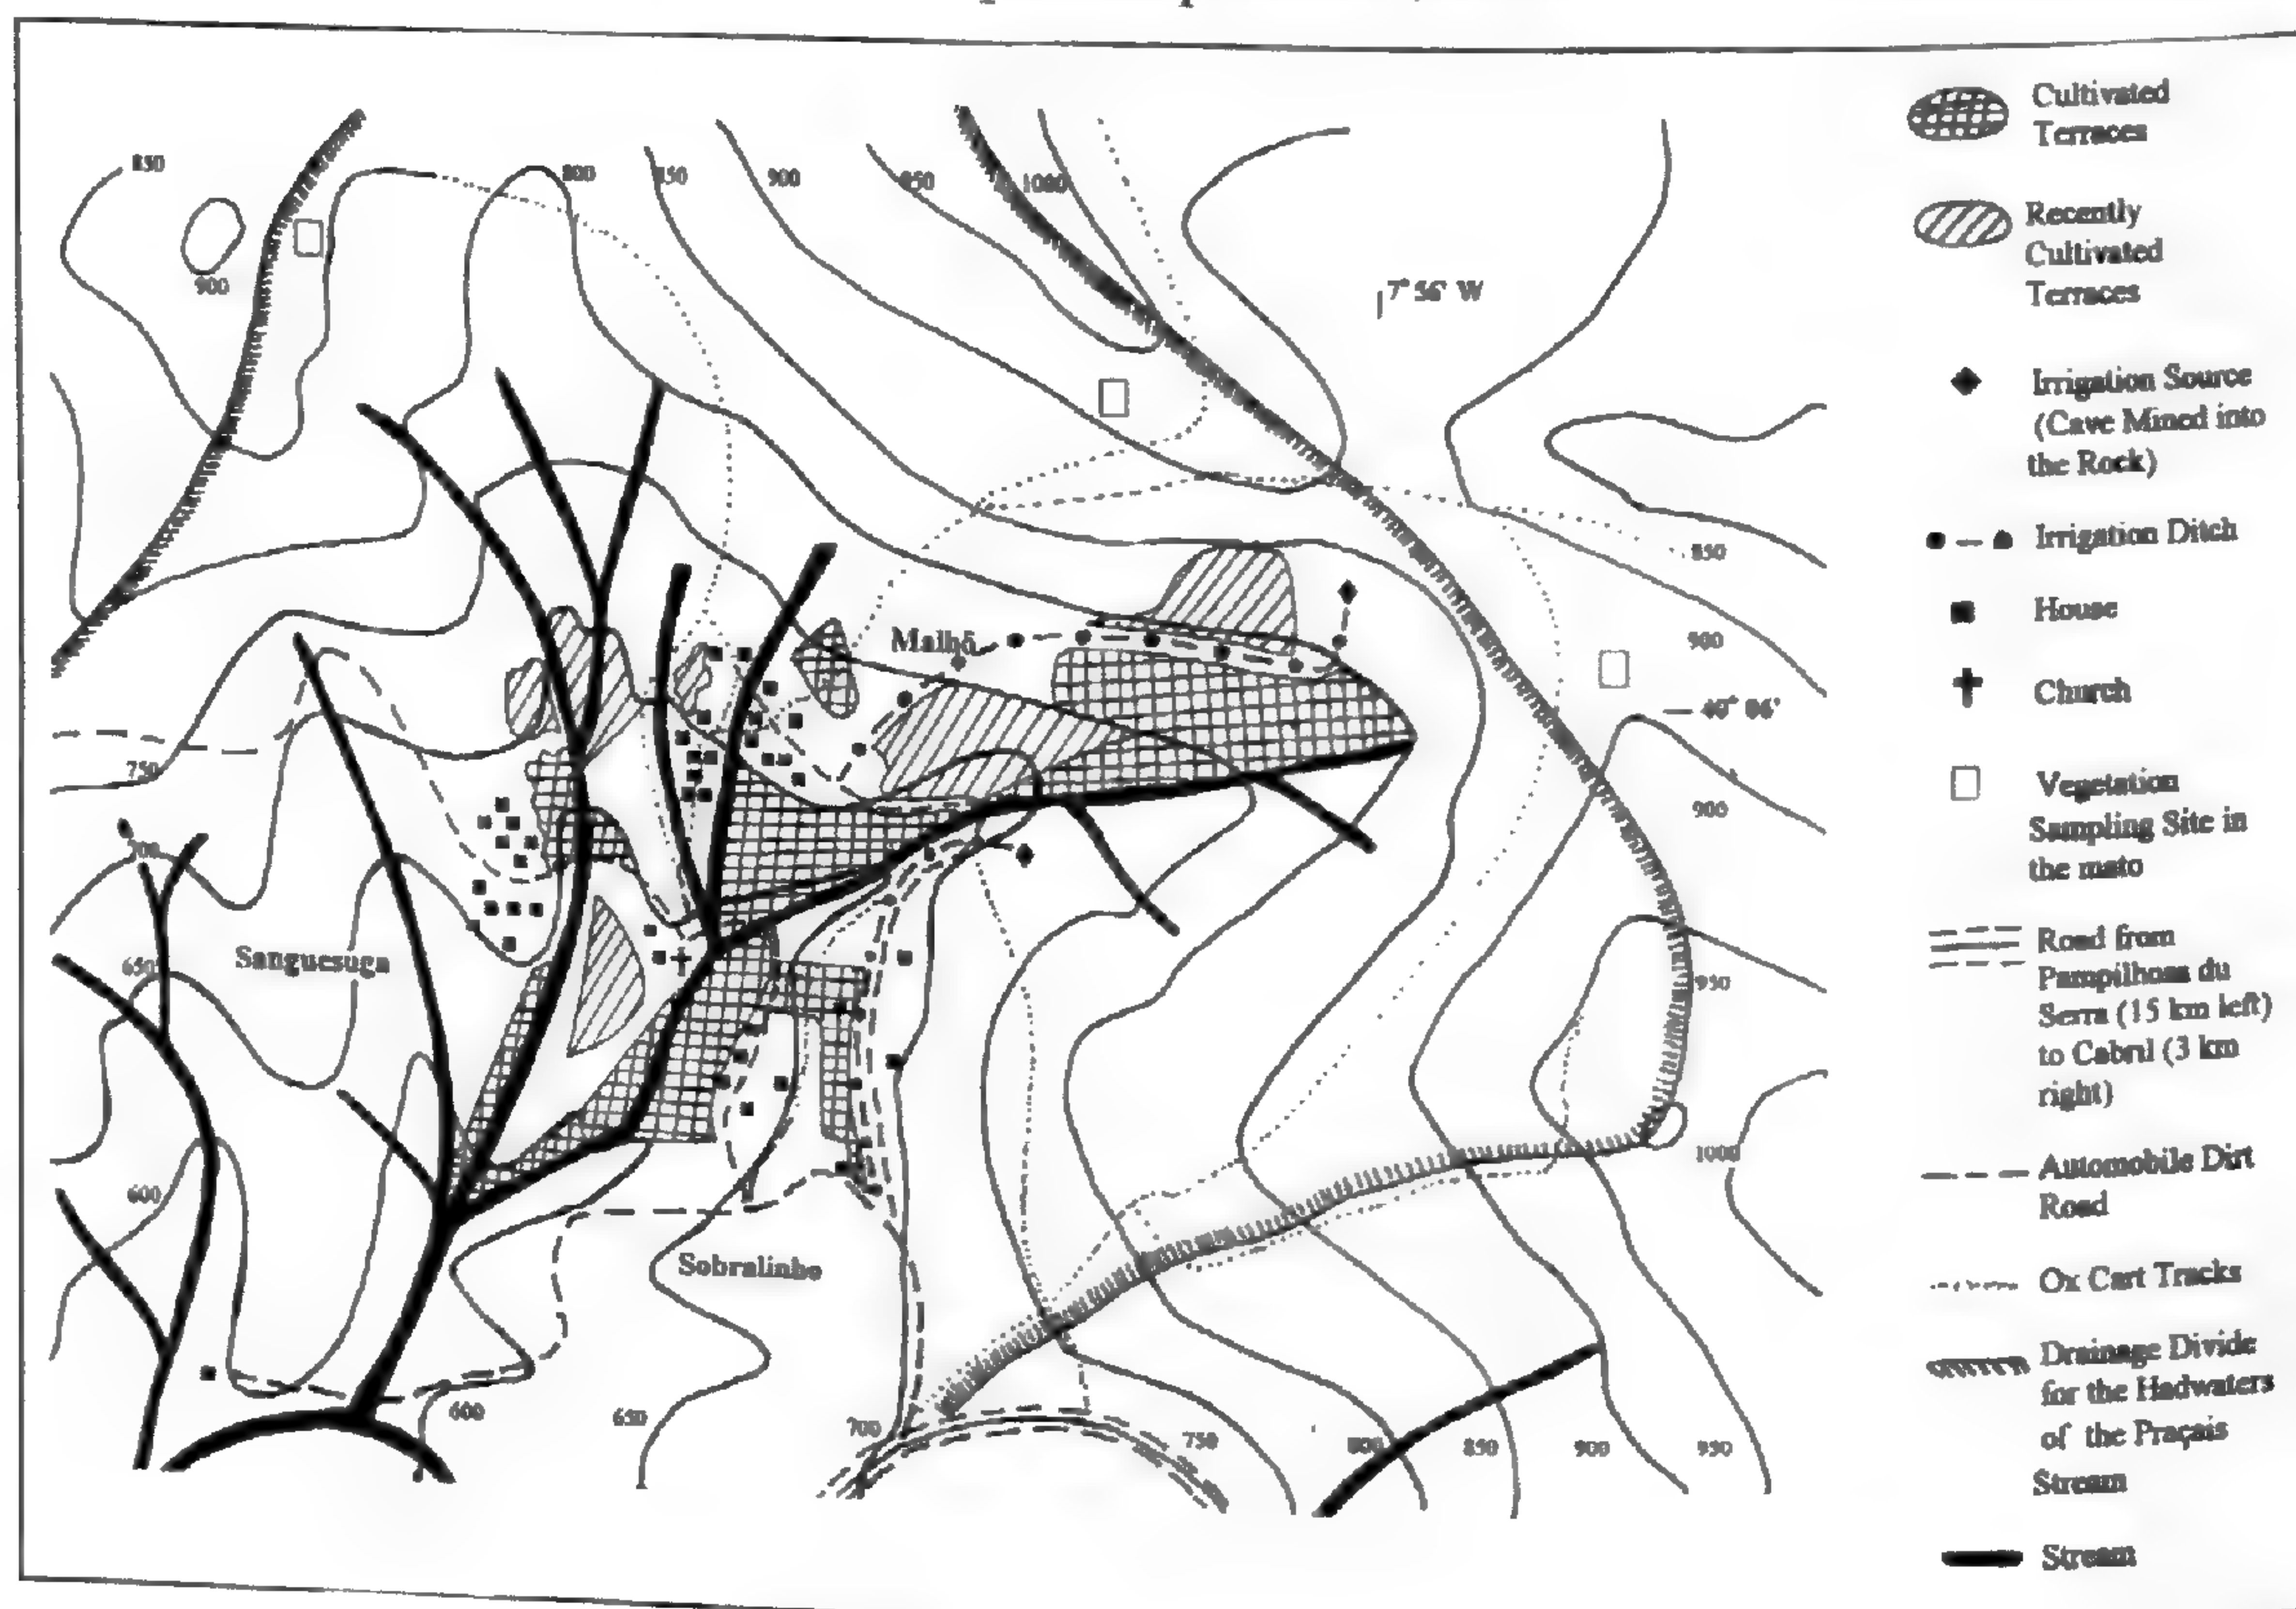 850
800
850
900
950
1000
900
7° 56' W
850
Malhõ
900
40° 06'
750
700
900
Sanguesuga
650
950
1000
600
Sobralinho
600
650
700
750
800
850
900
950
Cultivated
Terraces
Recently
Cultivated
Terraces
Irrigation Source
(Cave Mined into
the Rock)
Irrigation Ditch
House
Church
Vegetation
Sampling Site in
the mato
Road from
Pampilhosa du
Serra (15 km left)
to Cabril (3 km
right)
Automobile Dirt
Road
Ox Cart Tracks
Drainage Divide
for the Hadwaters
of the Praçais
Stream
Stream